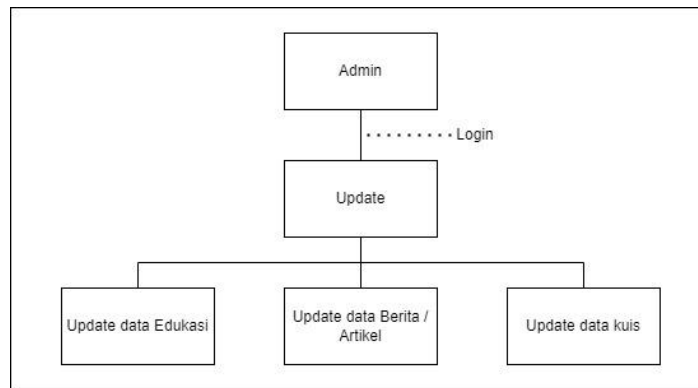 Admin
Login
Update
Update data Edukasi
Update data Berita /
Artikel
Update data kuis